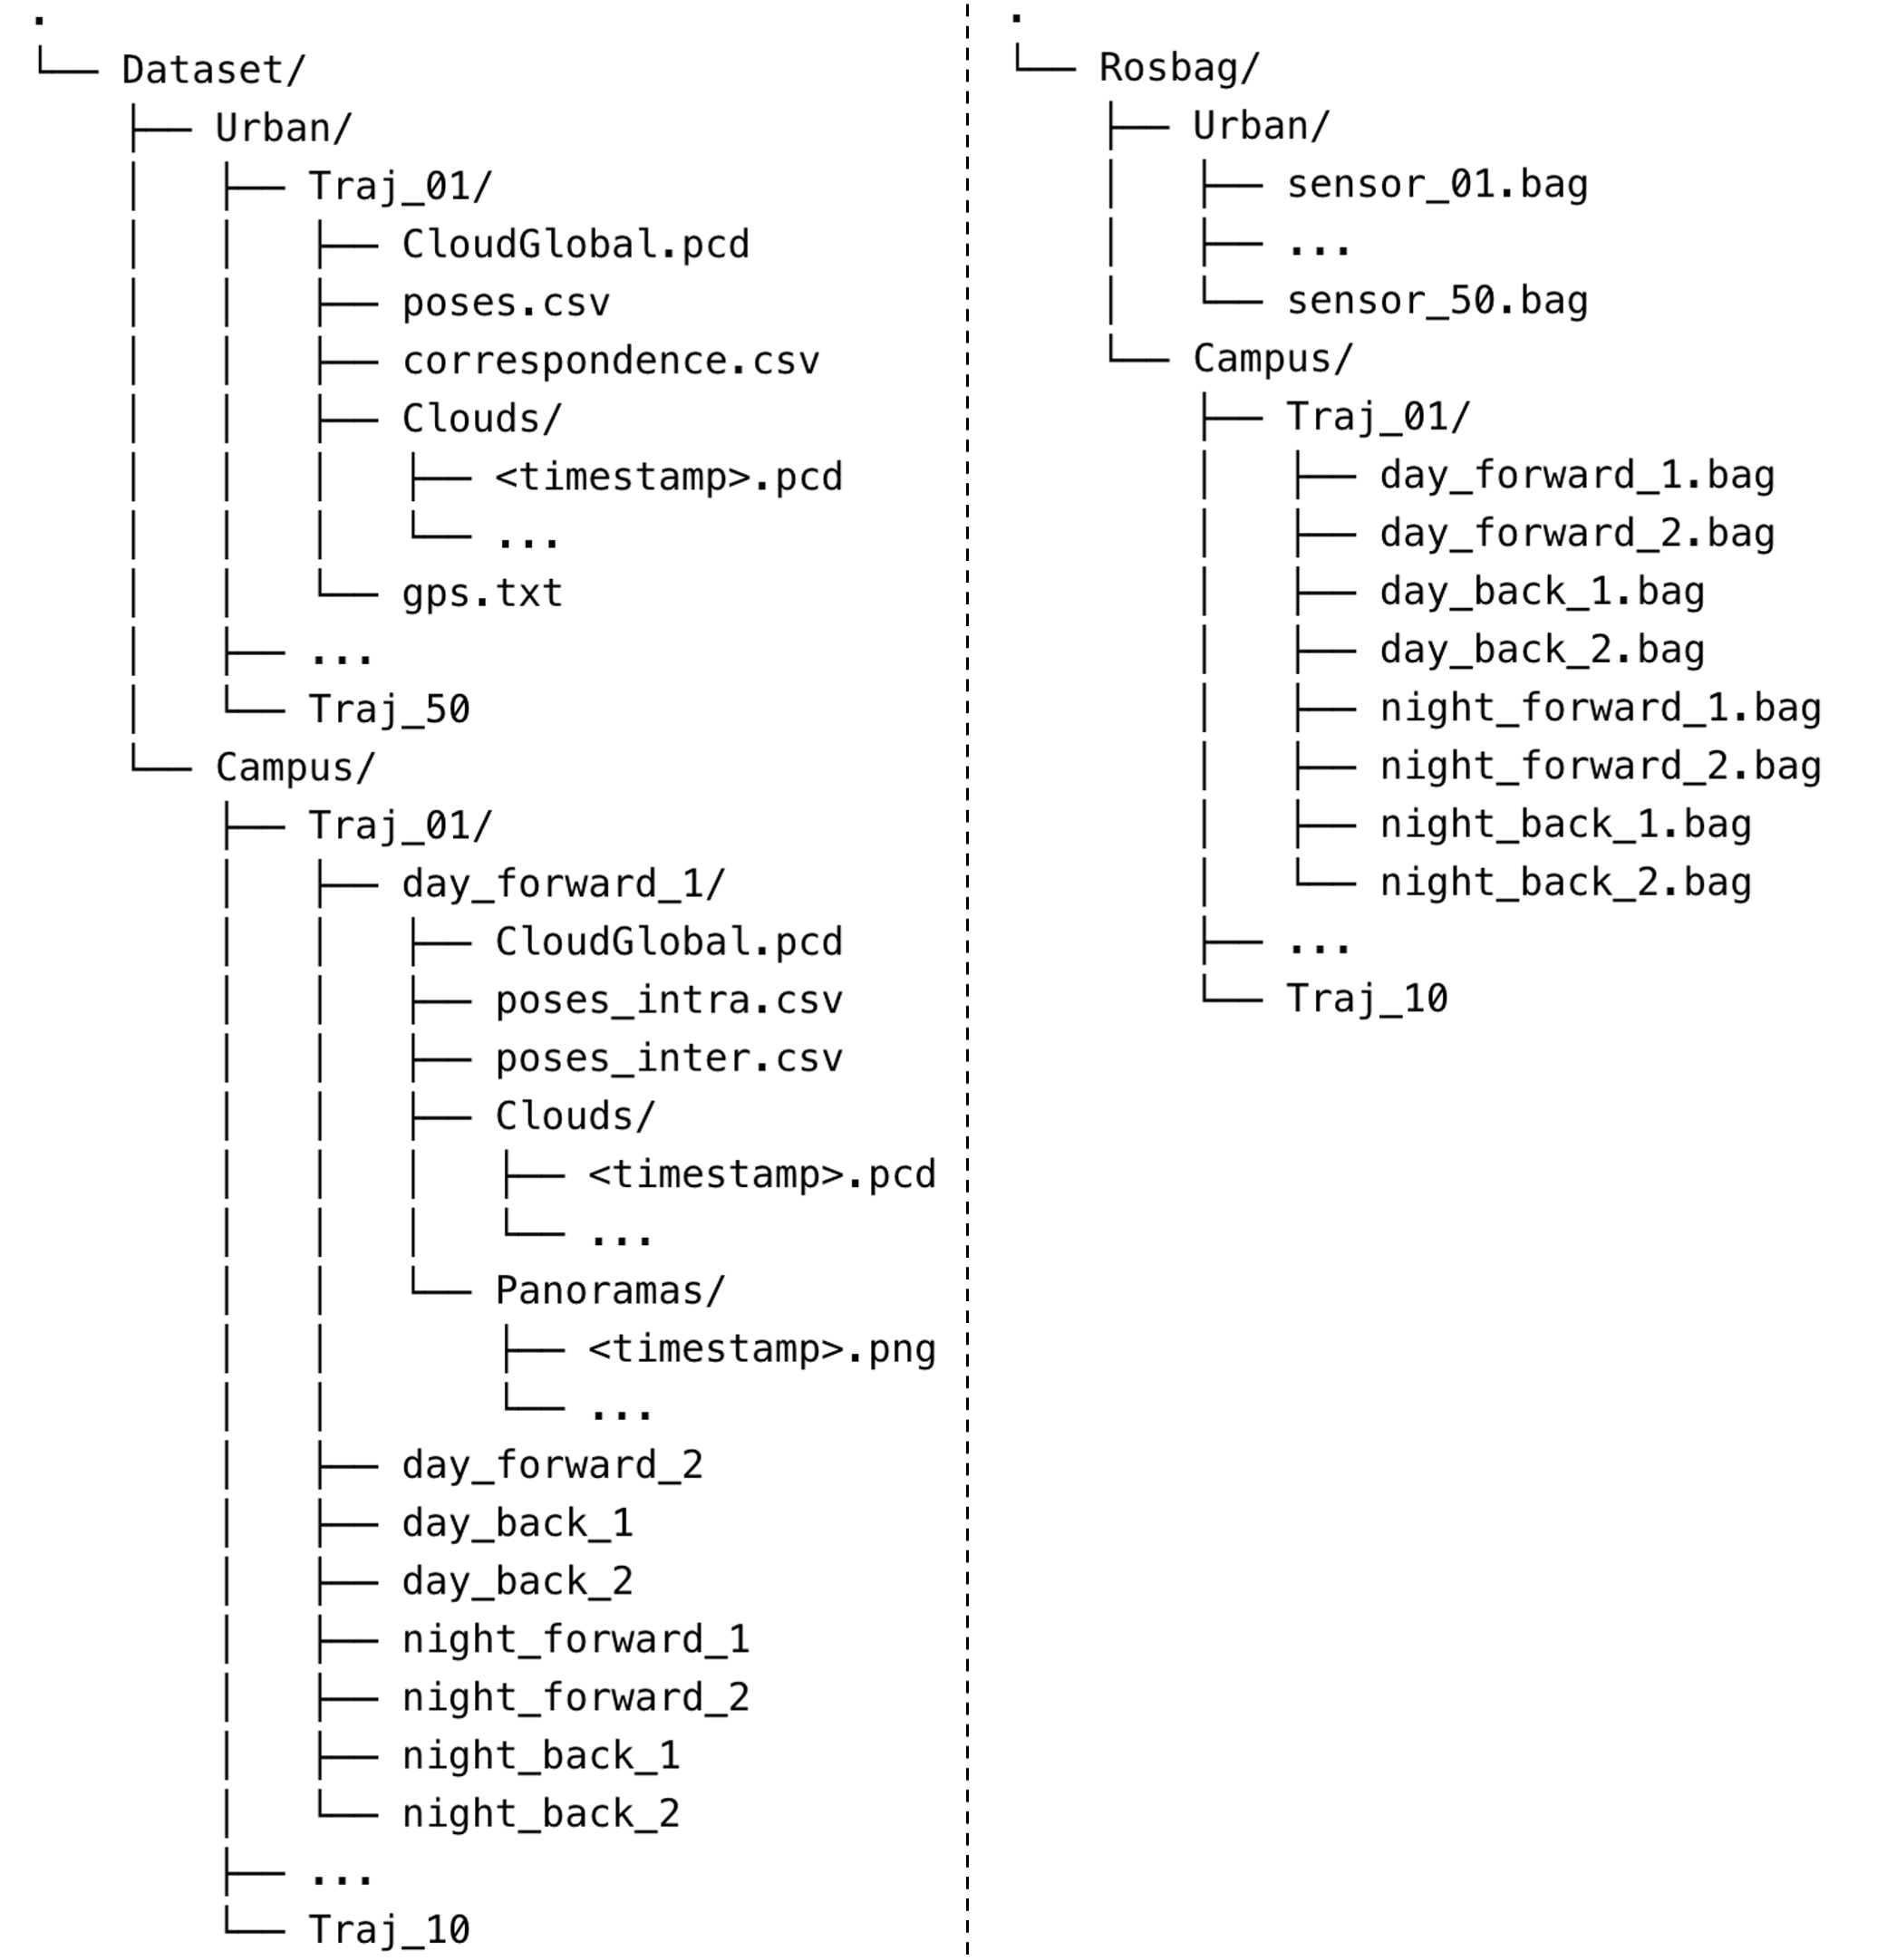 .
└── Dataset/
    ├── Urban/
    │   ├── Traj_01/
    │   │   ├── CloudGlobal.pcd
    │   │   ├── poses.csv
    │   │   ├── correspondence.csv
    │   │   ├── Clouds/
    │   │   │   ├── <timestamp>.pcd
    │   │   │   └── ...
    │   │   └── gps.txt
    │   ├── ...
    │   └── Traj_50
    └── Campus/
        ├── Traj_01/
        │   ├── day_forward_1/
        │   │   ├── CloudGlobal.pcd
        │   │   ├── poses_intra.csv
        │   │   ├── poses_inter.csv
        │   │   ├── Clouds/
        │   │   │   ├── <timestamp>.pcd
        │   │   │   └── ...
        │   │   └── Panoramas/
        │   │       ├── <timestamp>.png
        │   │       └── ...
        │   ├── day_forward_2
        │   ├── day_back_1
        │   ├── day_back_2
        │   ├── night_forward_1
        │   ├── night_forward_2
        │   ├── night_back_1
        │   └── night_back_2
        ├── ...
        └── Traj_10
.
└── Rosbag/
    ├── Urban/
    │   ├── sensor_01.bag
    │   ├── ...
    │   └── sensor_50.bag
    └── Campus/
        ├── Traj_01/
        │   ├── day_forward_1.bag
        │   ├── day_forward_2.bag
        │   ├── day_back_1.bag
        │   ├── day_back_2.bag
        │   ├── night_forward_1.bag
        │   ├── night_forward_2.bag
        │   ├── night_back_1.bag
        │   └── night_back_2.bag
        ├── ...
        └── Traj_10